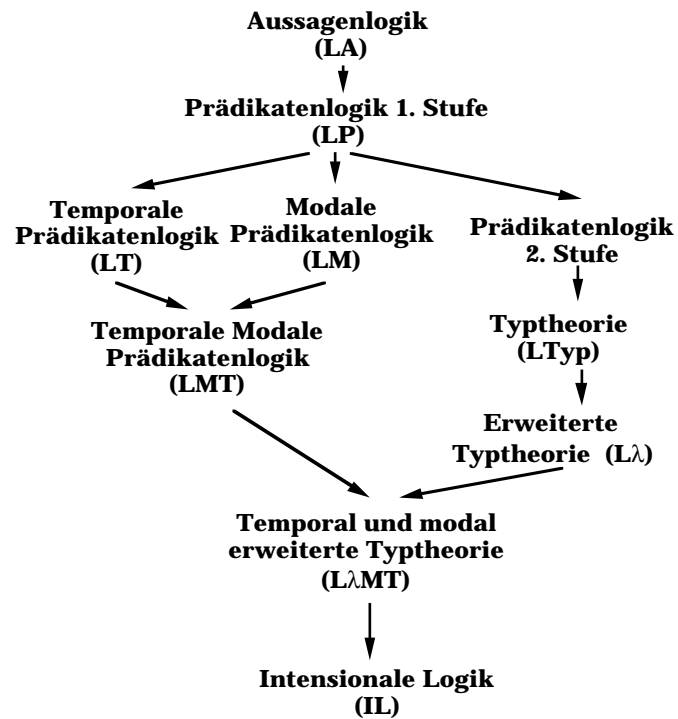 Aussagenlogik
(LA)
Prädikatenlogik 1. Stufe
(LP)
Temporale
Prädikatenlogik
(LT)
Modale
Prädikatenlogik
(LM)
Prädikatenlogik
2. Stufe
Temporale Modale
Prädikatenlogik
(LMT)
Typtheorie
(LTyp)
Erweiterte
Typtheorie (Lλ)
Temporal und modal
erweiterte Typtheorie
(LλMT)
Intensionale Logik
(IL)